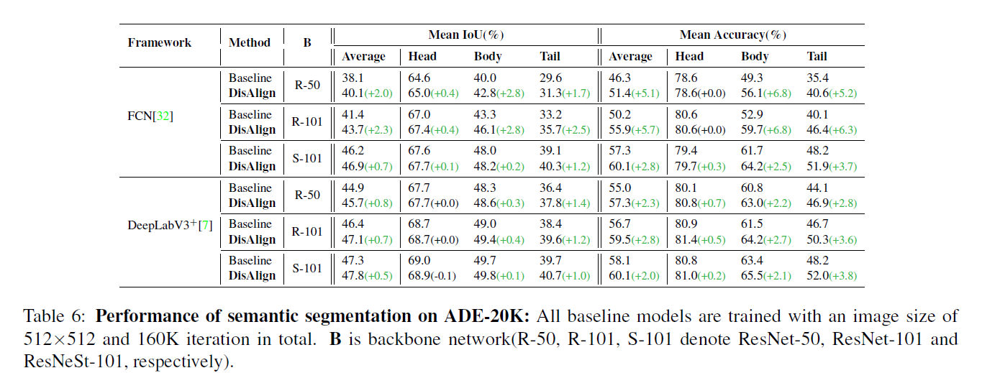 Framework Method B Mean IoU(%) Mean Accuracy(%)
Average Head Body Tail Average Head Body Tail
FCN[32] Baseline R-50 38.1 64.6 40.0 29.6 46.3 78.6 49.3 35.4
DisAlign 40.1(+2.0) 65.0(+0.4) 42.8(+2.8) 31.3(+1.7) 51.4(+5.1) 78.6(+0.0) 56.1(+6.8) 40.6(+5.2)
Baseline R-101 41.4 67.0 43.3 33.2 50.2 80.6 52.9 40.1
DisAlign 43.7(+2.3) 67.4(+0.4) 46.1(+2.8) 35.7(+2.5) 55.9(+5.7) 80.6(+0.0) 59.7(+6.8) 46.4(+6.3)
Baseline S-101 46.2 67.6 48.0 39.1 57.3 79.4 61.7 48.2
DisAlign 46.9(+0.7) 67.7(+0.1) 48.2(+0.2) 40.3(+1.2) 60.1(+2.8) 79.7(+0.3) 64.2(+2.5) 51.9(+3.7)
DeepLabV3+[7] Baseline R-50 44.9 67.7 48.3 36.4 55.0 80.1 60.8 44.1
DisAlign 45.7(+0.8) 67.7(+0.0) 48.6(+0.3) 37.8(+1.4) 57.3(+2.3) 80.8(+0.7) 63.0(+2.2) 46.9(+2.8)
Baseline R-101 46.4 68.7 49.0 38.4 56.7 80.9 61.5 46.7
DisAlign 47.1(+0.7) 68.7(+0.0) 49.4(+0.4) 39.6(+1.2) 59.5(+2.8) 81.4(+0.5) 64.2(+2.7) 50.3(+3.6)
Baseline S-101 47.3 69.0 49.7 39.7 58.1 80.8 63.4 48.2
DisAlign 47.8(+0.5) 68.9(-0.1) 49.8(+0.1) 40.7(+1.0) 60.1(+2.0) 81.0(+0.2) 65.5(+2.1) 52.0(+3.8)
Table 6: Performance of semantic segmentation on ADE-20K: All baseline models are trained with an image size of
512×512 and 160K iteration in total. B is backbone network(R-50, R-101, S-101 denote ResNet-50, ResNet-101 and
ResNeSt-101, respectively).